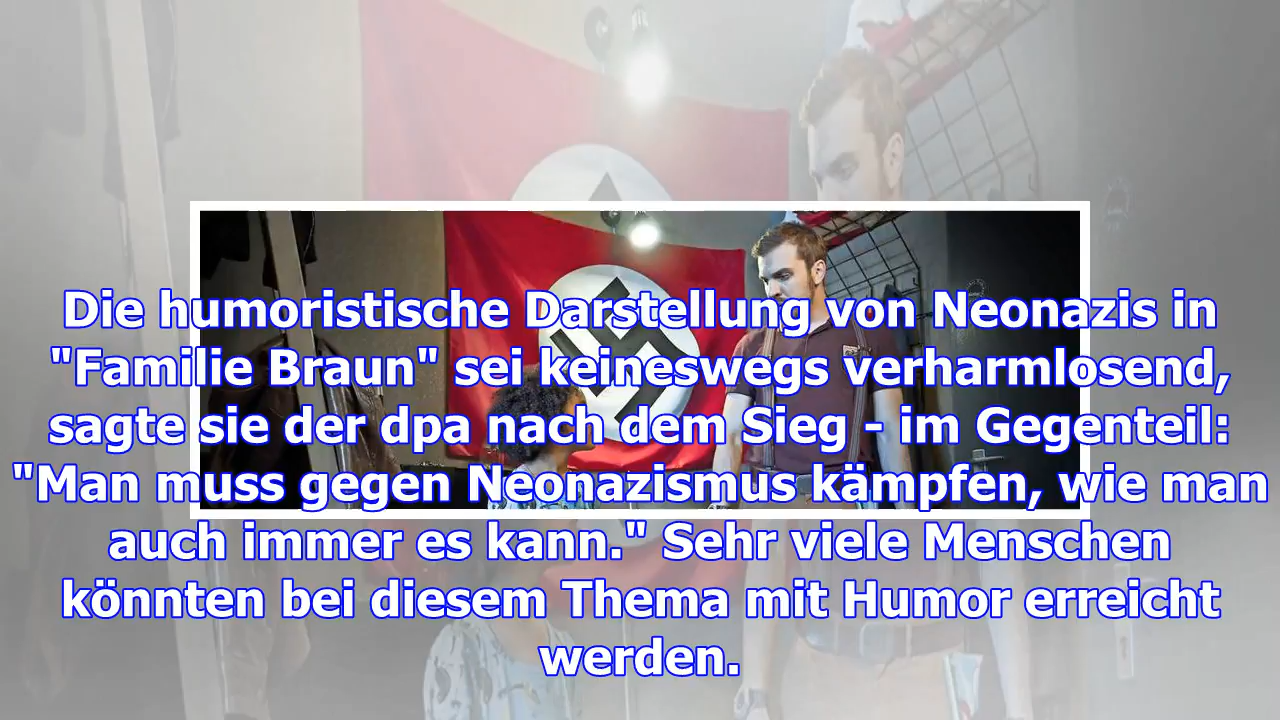 Die humoristische Darstellung von Neonazis in
"Familie Braun" sei keineswegs verharmlosend,
sagte sie der dpa nach dem Sieg - im Gegenteil:
"Man muss gegen Neonazismus kämpfen, wie man
auch immer es kann." Sehr viele Menschen
könnten bei diesem Thema mit Humor erreicht
werden.